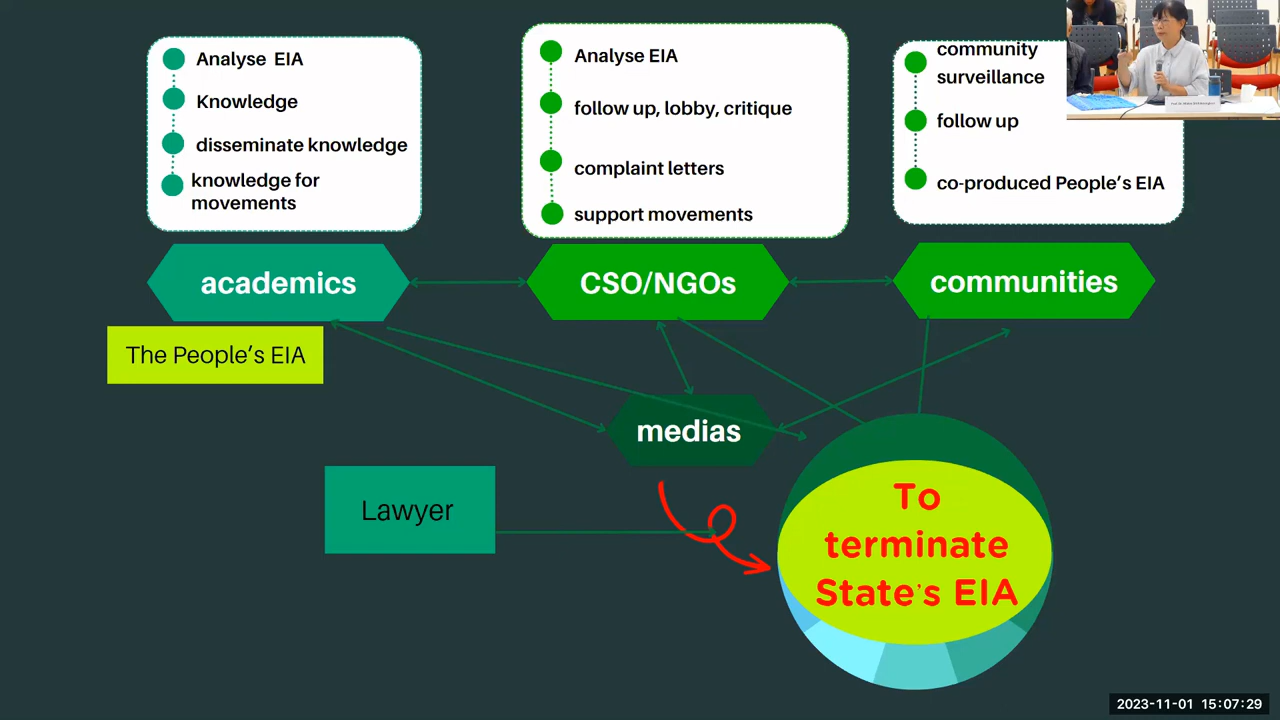 Analyse EIA
Knowledge
disseminate knowledge
knowledge for
movements
Analyse EIA
follow up, lobby, critique
complaint letters
support movements
community
surveillance
follow up
co-produced People's EIA
academics
CSO/NGOs
communities
The People's EIA
medias
Lawyer
To
terminate
State's EIA
2023-11-01 15:07:29